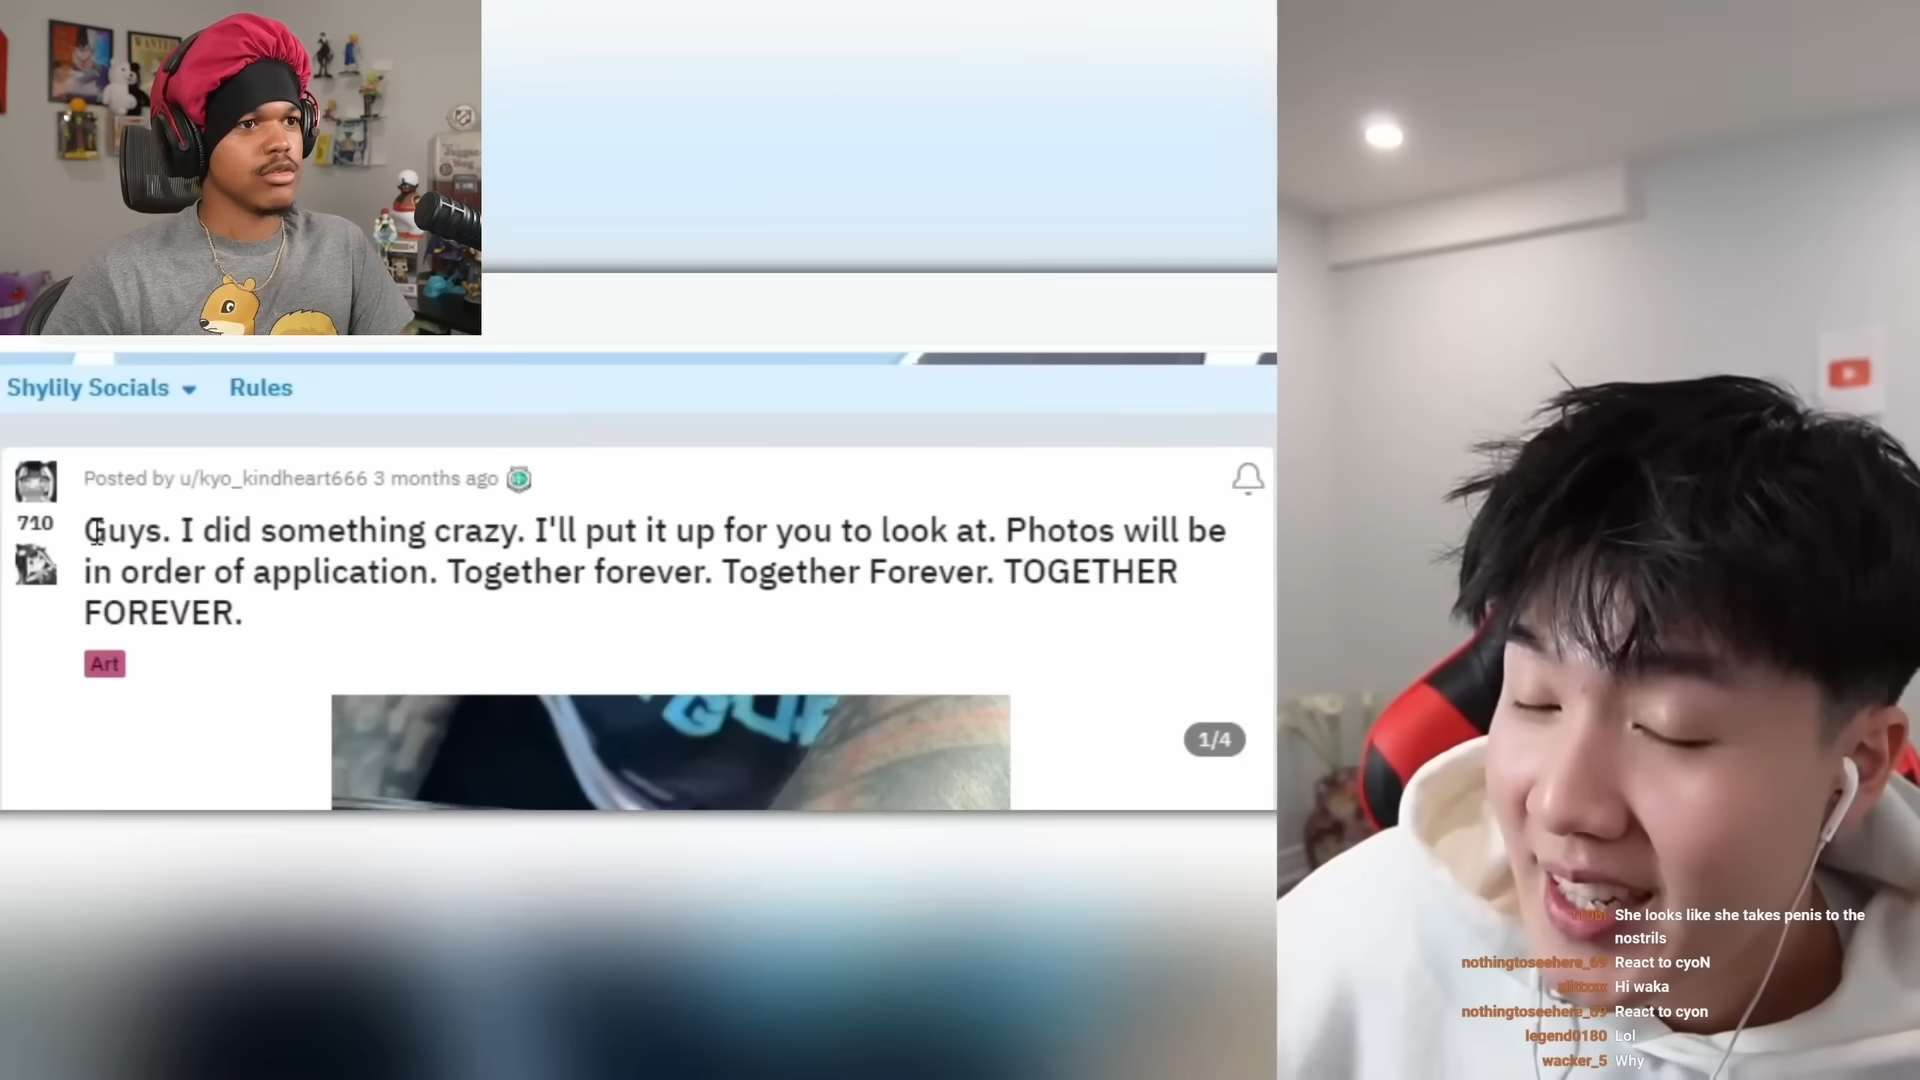 WANTED
Shylily Socials
Rules
Posted by u/kyo_kindheart666 3 months ago
710
Guys. I did something crazy. I'll put it up for you to look at. Photos will be
in order of application. Together forever. Together Forever. TOGETHER
FOREVER.
Art
1/4
She looks like she takes penis to the
nostrils
nothingtoseehere_69 React to cyoN
Hi waka
nothingtoseehere_69 React to cyon
legend0180 Lol
wacker_5 Why